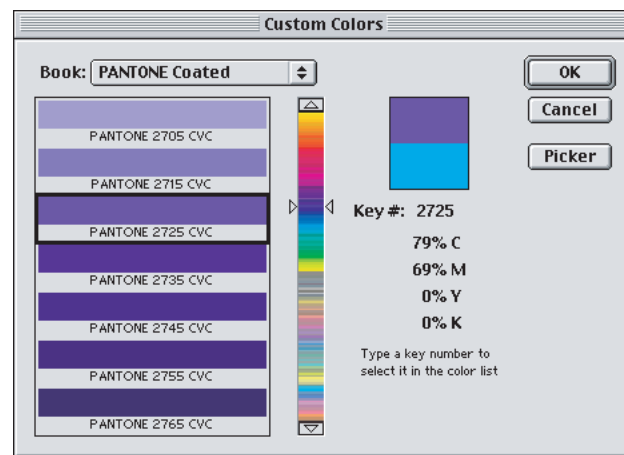 Custom Colors
Book: PANTONE Coated
PANTONE 2705 CVC
PANTONE 2715 CVC
PANTONE 2725 CVC
PANTONE 2735 CVC
PANTONE 2745 CVC
PANTONE 2755 CVC
PANTONE 2765 CVC
OK
Cancel
Picker
Key #: 2725
79% C
69% M
0% Y
0% K
Type a key number to
select it in the color list